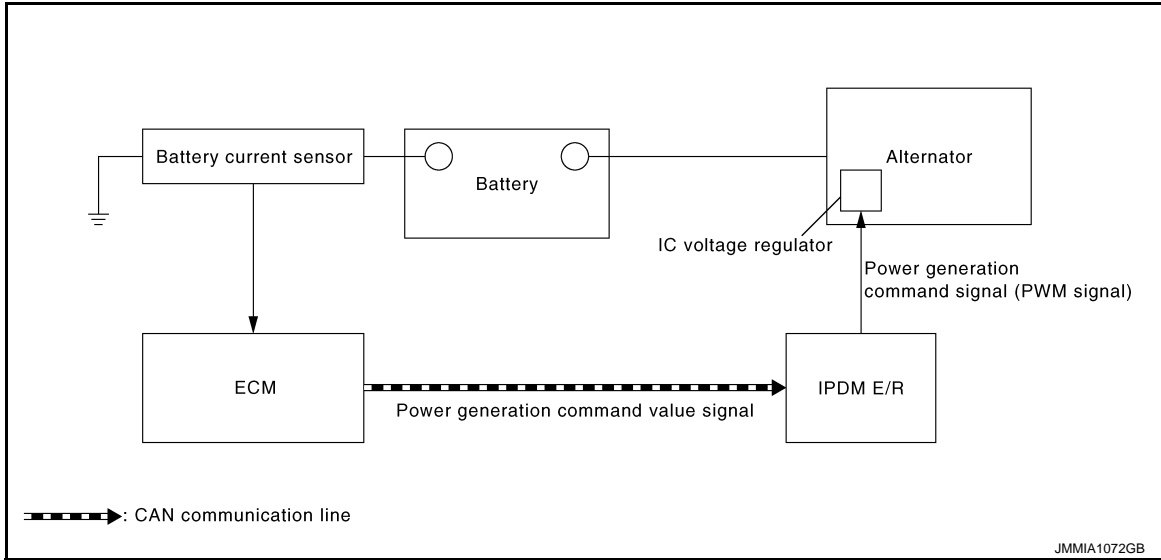 Battery current sensor
Battery
Alternator
IC voltage regulator
Power generation
command signal (PWM signal)
ECM
Power generation command value signal
IPDM E/R
: CAN communication line
JMMIA1072GB